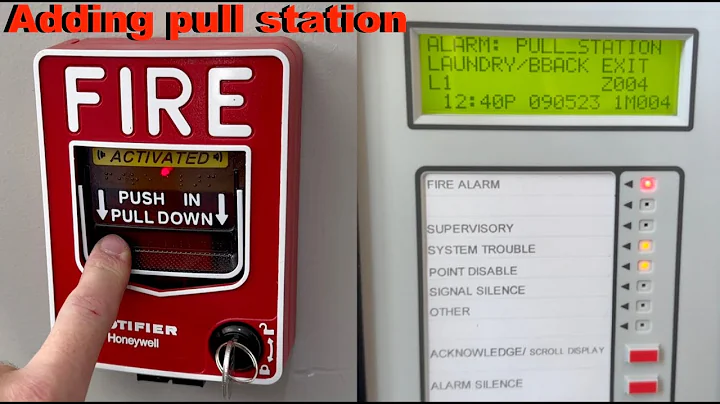 Adding pull station
FIRE
ACTIVATED
PUSH IN
PULL DOWN
NOTIFIER
Honeywell
ALARM: PULL_STATION
LAUNDRY/BBACK EXIT
L1 Z004
12:40P 090523 1M004
FIRE ALARM
SUPERVISORY
SYSTEM TROUBLE
POINT DISABLE
SIGNAL SILENCE
OTHER
ACKNOWLEDGE/ SCROLL DISPLAY
ALARM SILENCE